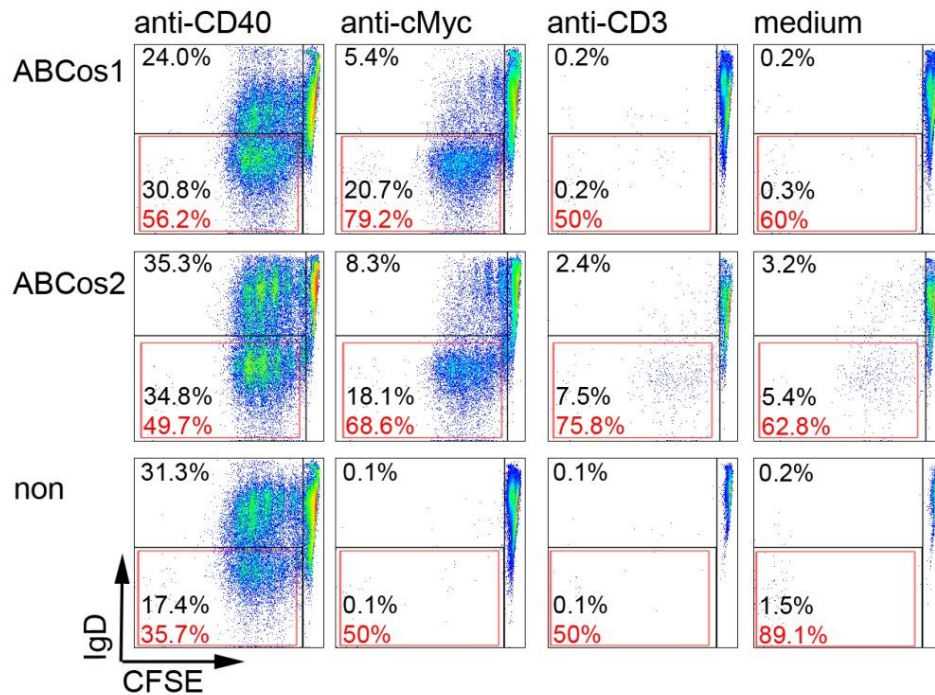 anti-CD40 anti-cMyc anti-CD3 medium
ABCos1 24.0% 5.4% 0.2% 0.2%
30.8% 20.7% 0.2% 0.3%
56.2% 79.2% 50% 60%
ABCos2 35.3% 8.3% 2.4% 3.2%
34.8% 18.1% 7.5% 5.4%
49.7% 68.6% 75.8% 62.8%
non 31.3% 0.1% 0.1% 0.2%
17.4% 0.1% 0.1% 1.5%
35.7% 50% 50% 89.1%
IgD
CFSE